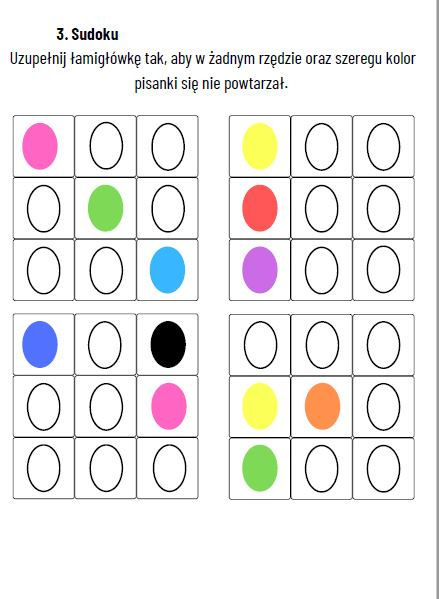 3. Sudoku
Uzupełnij łamigłówkę tak, aby w żadnym rzędzie oraz szeregu kolor
pisanki się nie powtarzał.